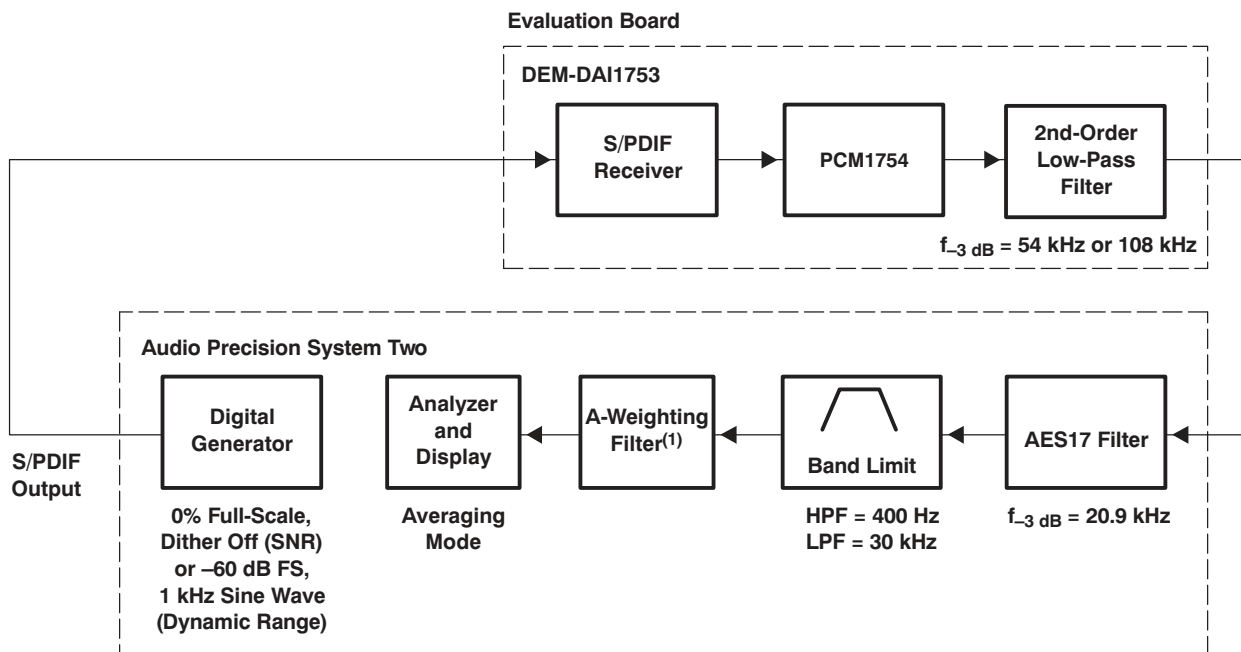 Evaluation Board
DEM-DAI1753
S/PDIF
Receiver
PCM1754
2nd-Order
Low-Pass
Filter
f–3 dB = 54 kHz or 108 kHz
Audio Precision System Two
Digital
Generator
Analyzer
and
Display
A-Weighting
Filter(1)
Band Limit
AES17 Filter
S/PDIF
Output
0% Full-Scale,
Dither Off (SNR)
or –60 dB FS,
1 kHz Sine Wave
(Dynamic Range)
Averaging
Mode
HPF = 400 Hz
LPF = 30 kHz
f–3 dB = 20.9 kHz